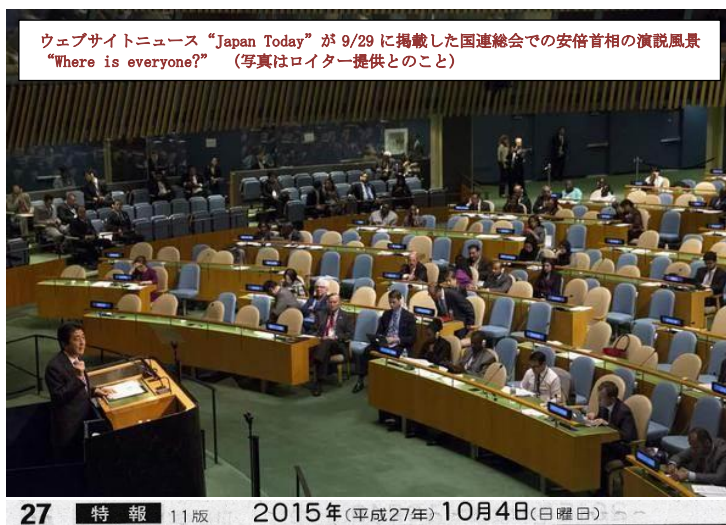 ウェブサイトニュース“Japan Today”が 9/29 に掲載した国連総会での安倍首相の演説風景
“Where is everyone?” （写真はロイター提供とのこと）
27 特報 11版 2015年(平成27年) 10月4日(日曜日)